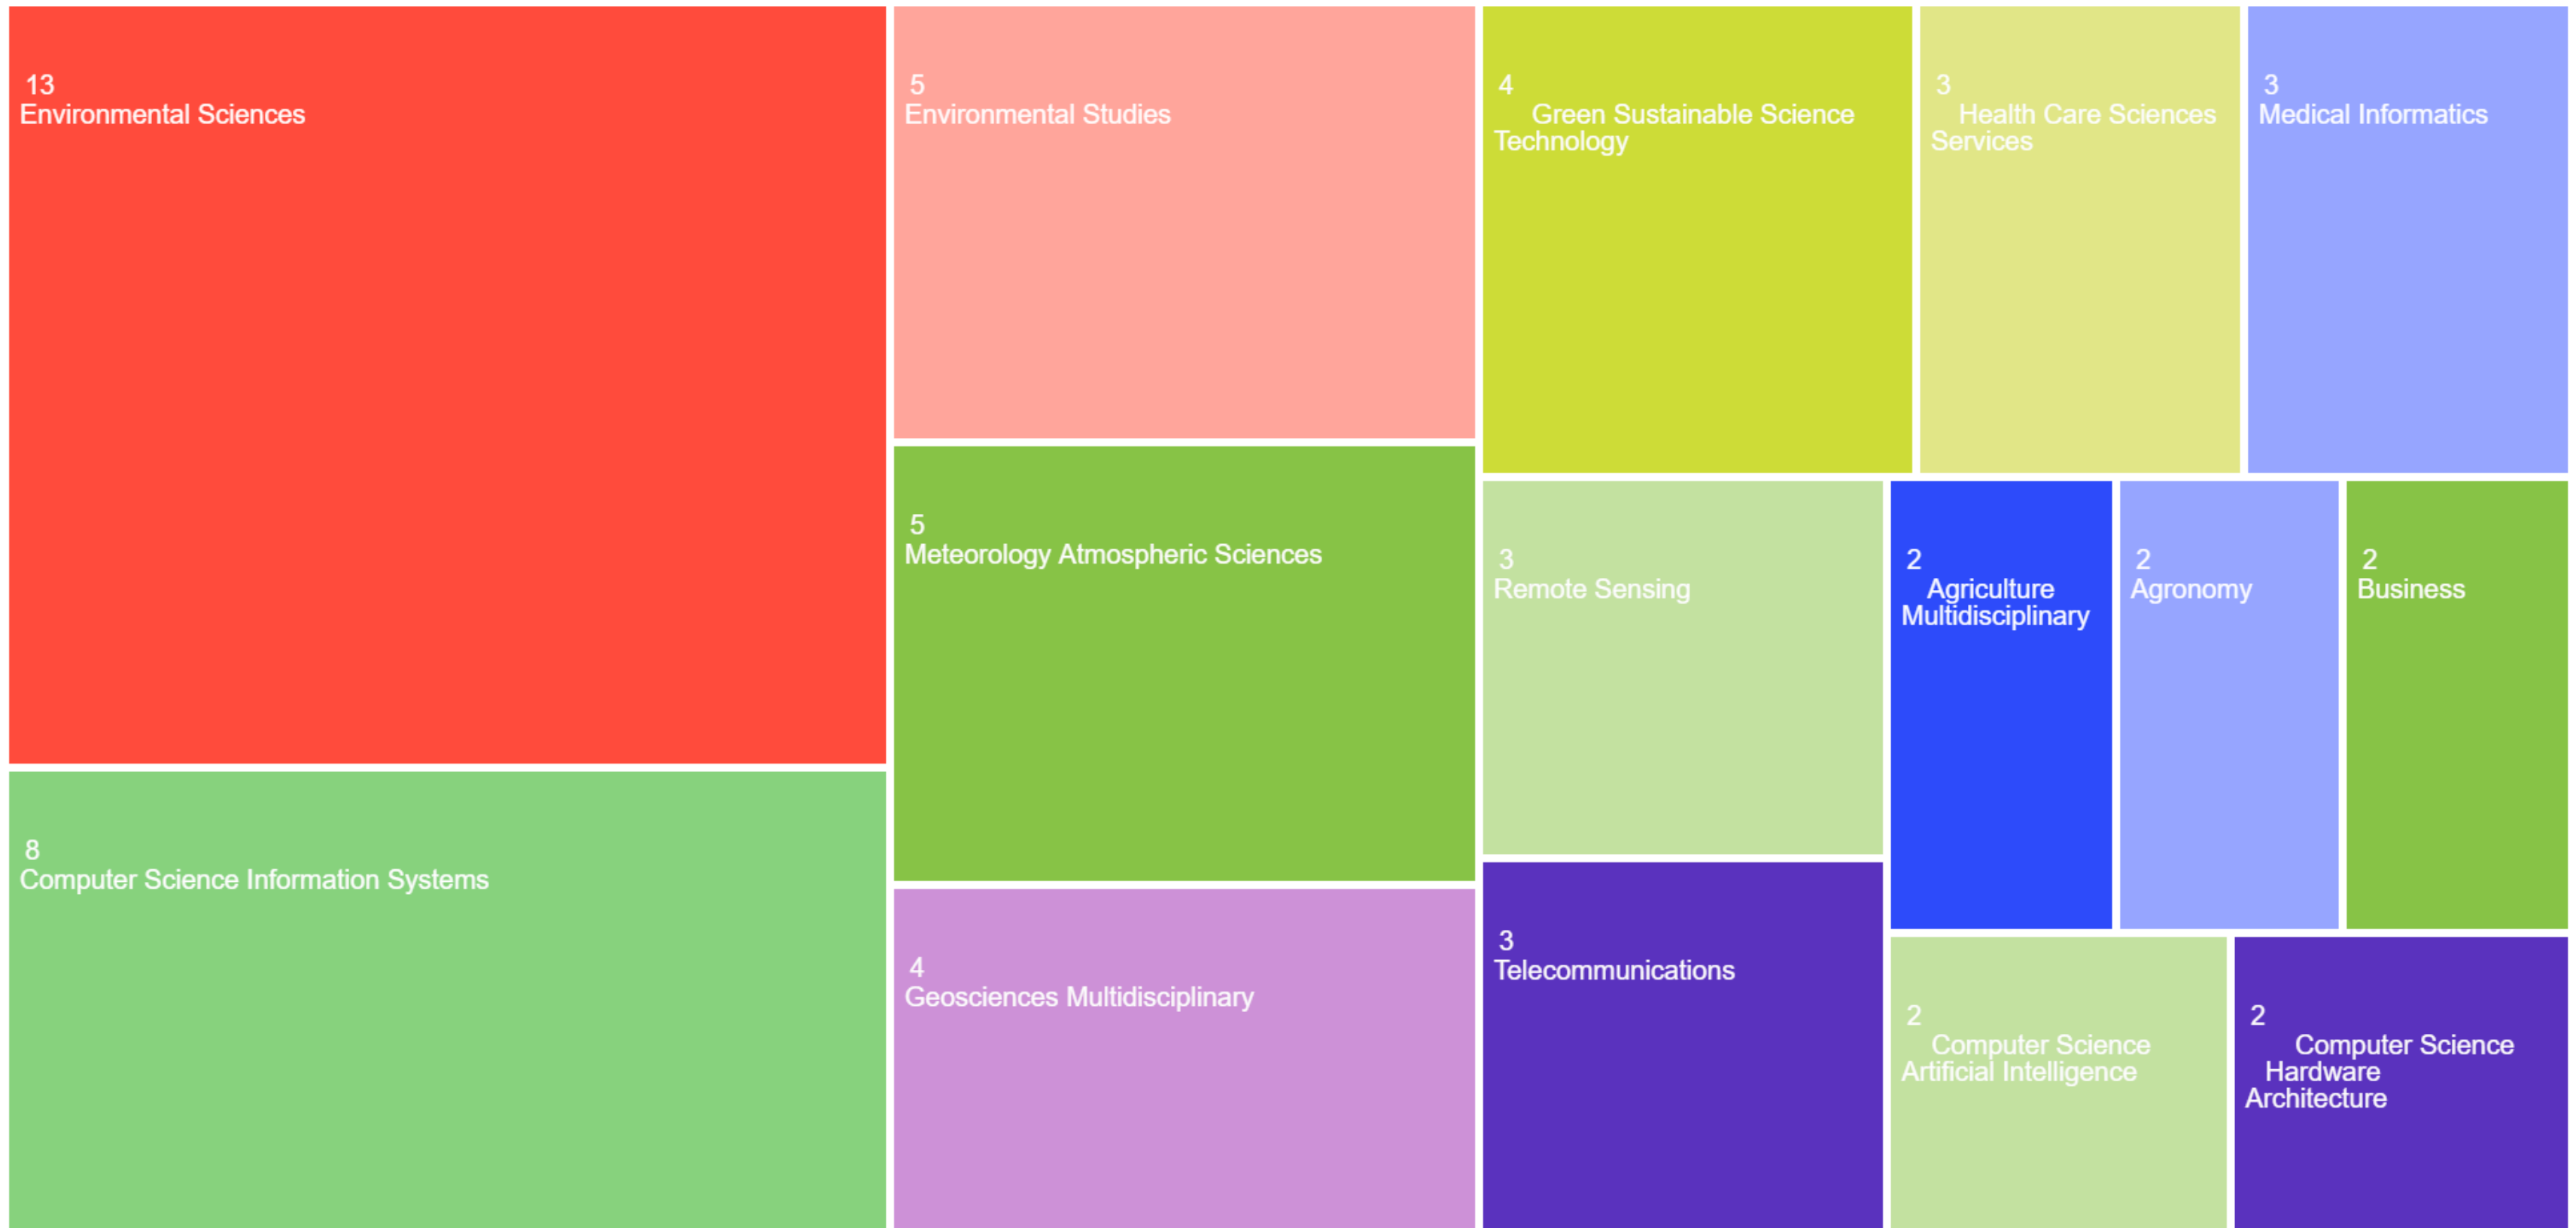 13
Environmental Sciences
8
Computer Science Information Systems
5
Environmental Studies
5
Meteorology Atmospheric Sciences
4
Geosciences Multidisciplinary
4
Green Sustainable Science
Technology
3
Health Care Sciences
Services
3
Medical Informatics
3
Remote Sensing
3
Telecommunications
2
Agriculture
Multidisciplinary
2
Agronomy
2
Business
2
Computer Science
Artificial Intelligence
2
Computer Science
Hardware
Architecture